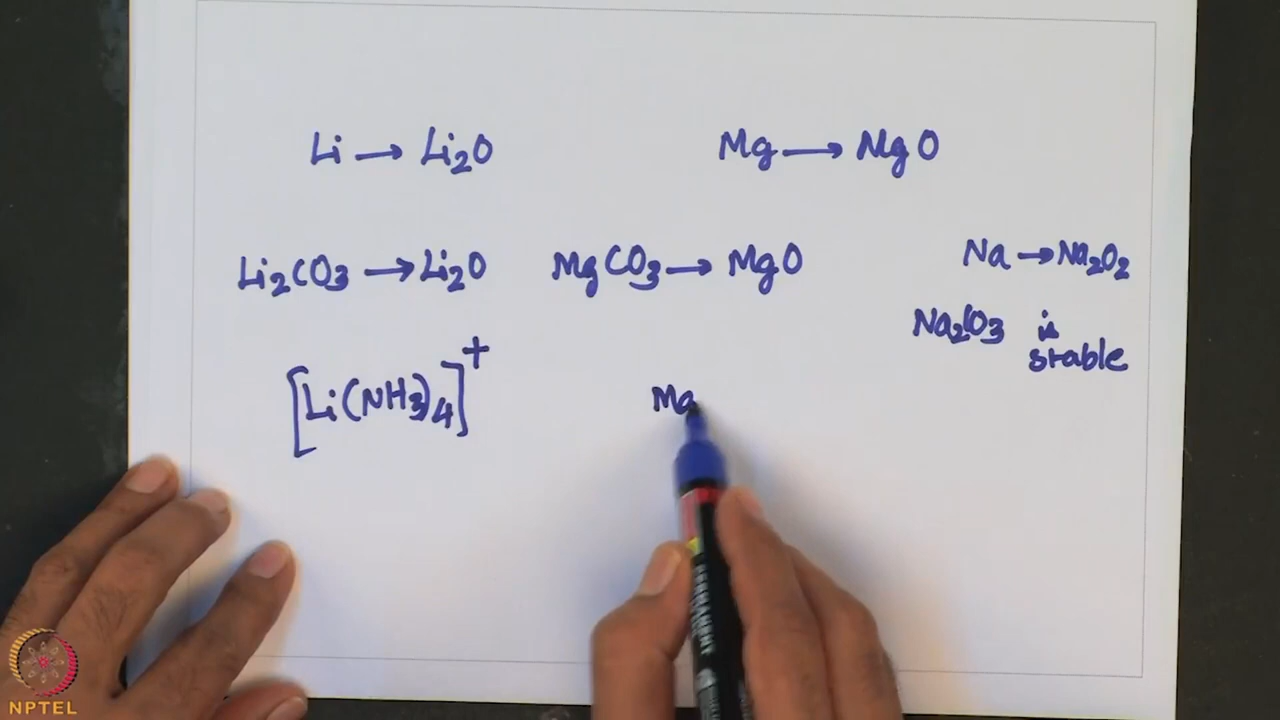 Li → Li₂O Mg → MgO
Li₂CO₃ → Li₂O MgCO₃ → MgO Na → Na₂O₂
Na₂CO₃ is
stable
[Li(NH₃)₄]⁺ Mg
NPTEL